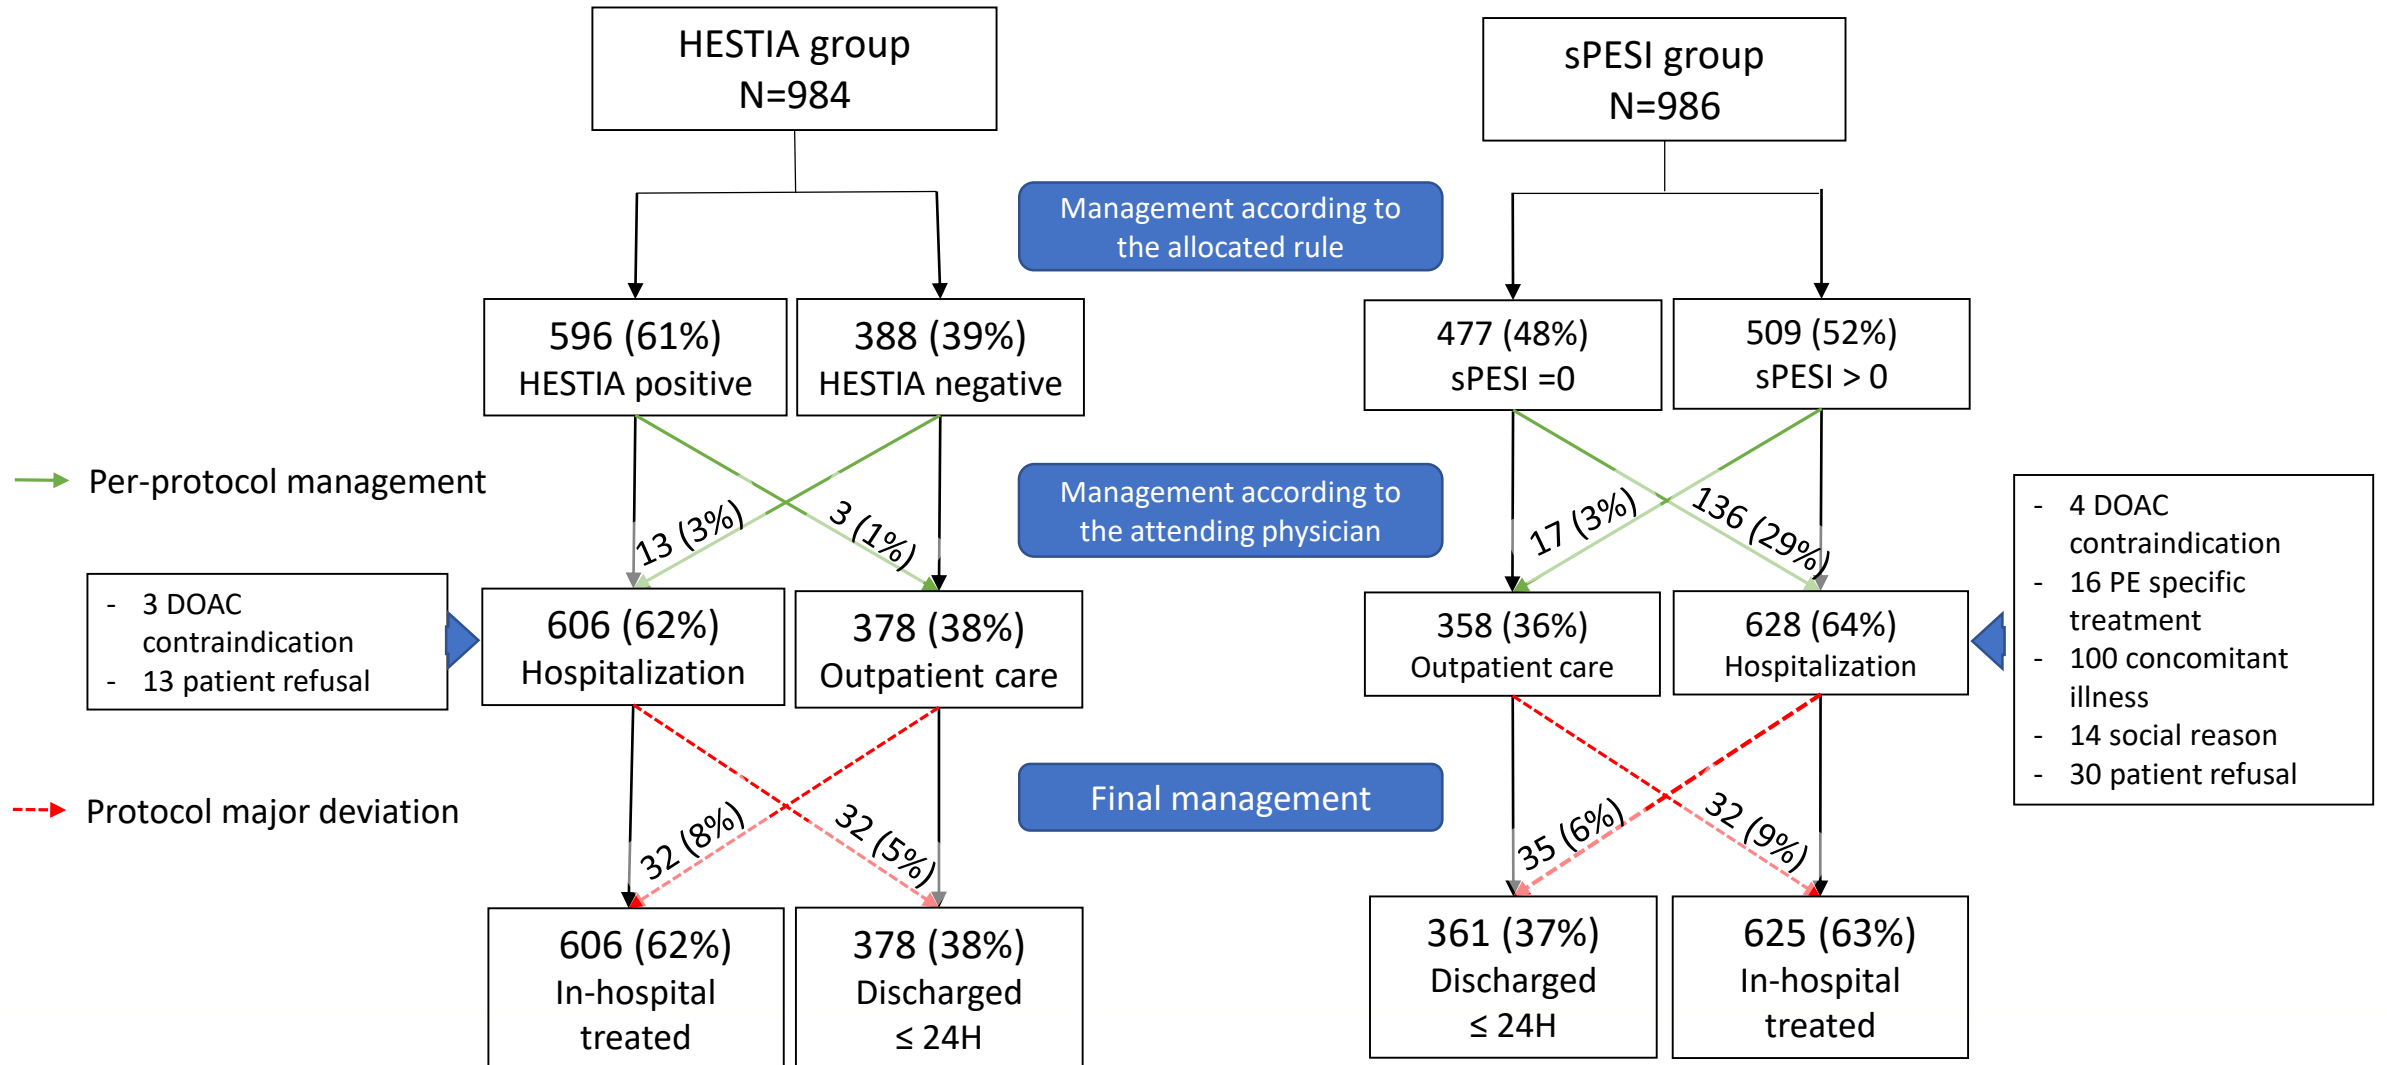 HESTIA group
N=984
sPESI group
N=986
Management according to
the allocated rule
596 (61%)
HESTIA positive
388 (39%)
HESTIA negative
477 (48%)
sPESI =0
509 (52%)
sPESI > 0
Per-protocol management
Management according to
the attending physician
13 (3%)
3 (1%)
17 (3%)
136 (29%)
- 3 DOAC
contraindication
- 13 patient refusal
606 (62%)
Hospitalization
378 (38%)
Outpatient care
358 (36%)
Outpatient care
628 (64%)
Hospitalization
- 4 DOAC
contraindication
- 16 PE specific
treatment
- 100 concomitant
illness
- 14 social reason
- 30 patient refusal
Protocol major deviation
Final management
32 (8%)
32 (5%)
35 (6%)
32 (9%)
606 (62%)
In-hospital
treated
378 (38%)
Discharged
≤ 24H
361 (37%)
Discharged
≤ 24H
625 (63%)
In-hospital
treated